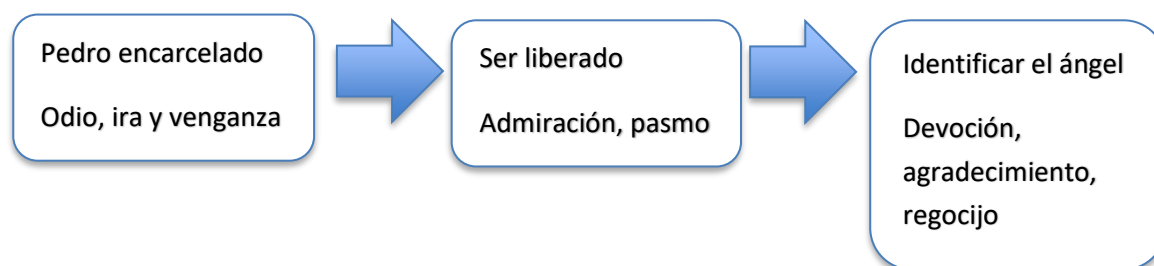 Pedro encarcelado
Odio, ira y venganza
Ser liberado
Admiración, pasmo
Identificar el ángel
Devoción,
agradecimiento,
regocijo